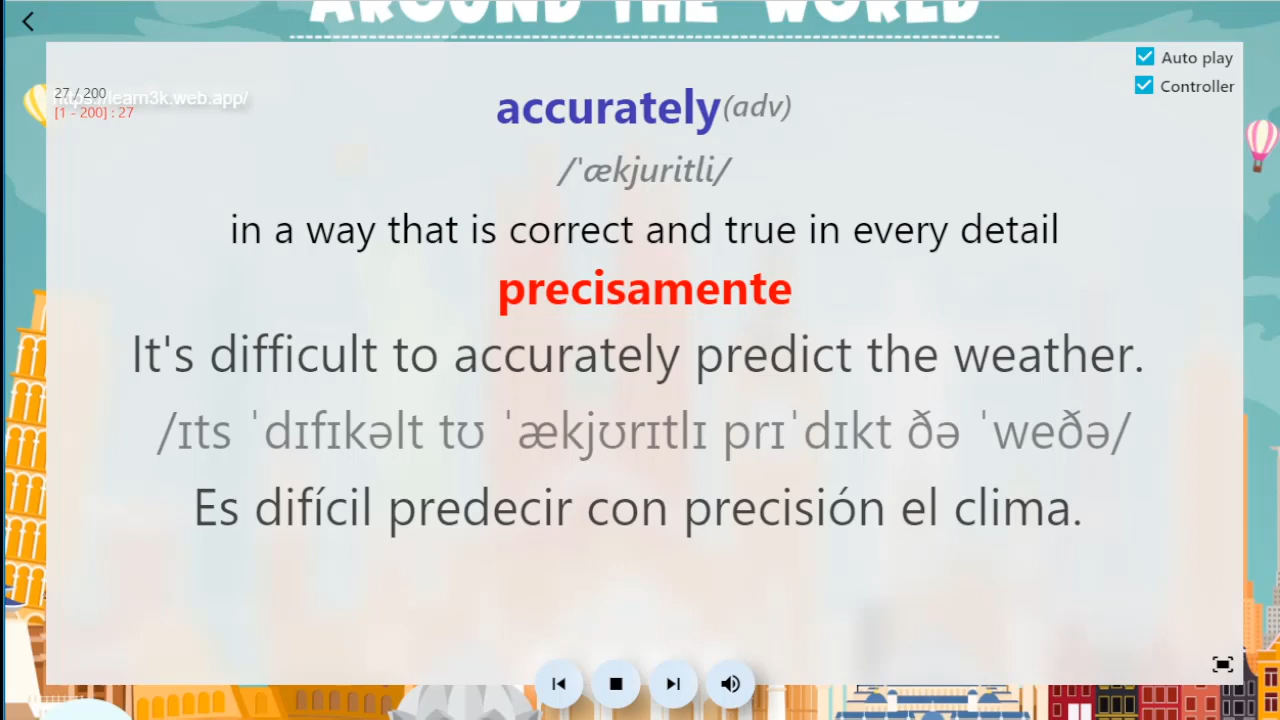 AROUND THE WORLD
Auto play
Controller
27 / 200
https://learn3k.web.app/
[1 - 200] : 27
accurately(adv)
/'ækjuritli/
in a way that is correct and true in every detail
precisamente
It's difficult to accurately predict the weather.
/ɪts ˈdɪfɪkəlt tʊ ˈækjʊrɪtlɪ prɪˈdɪkt ðə ˈweðə/
Es difícil predecir con precisión el clima.